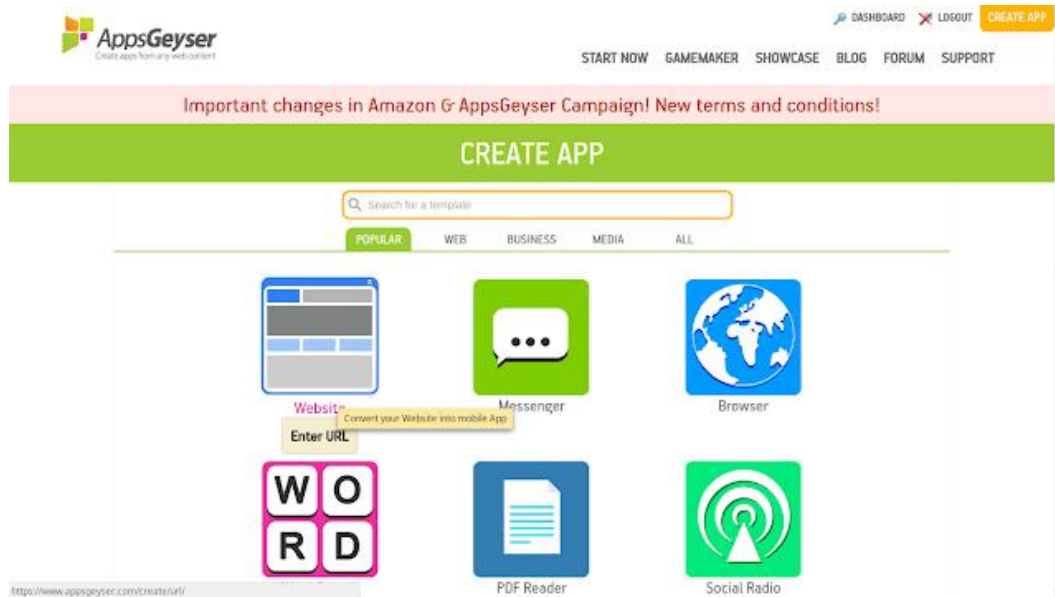 DASHBOARD LOGOUT CREATE APP
AppsGeyser
Create apps from any web content
START NOW GAMEMAKER SHOWCASE BLOG FORUM SUPPORT
Important changes in Amazon & AppsGeyser Campaign! New terms and conditions!
CREATE APP
Search for a template
POPULAR WEB BUSINESS MEDIA ALL
Website Messenger Browser
Convert your Website into mobile App
Enter URL
W O
R D
PDF Reader Social Radio
https://www.appsgeyser.com/create/url/